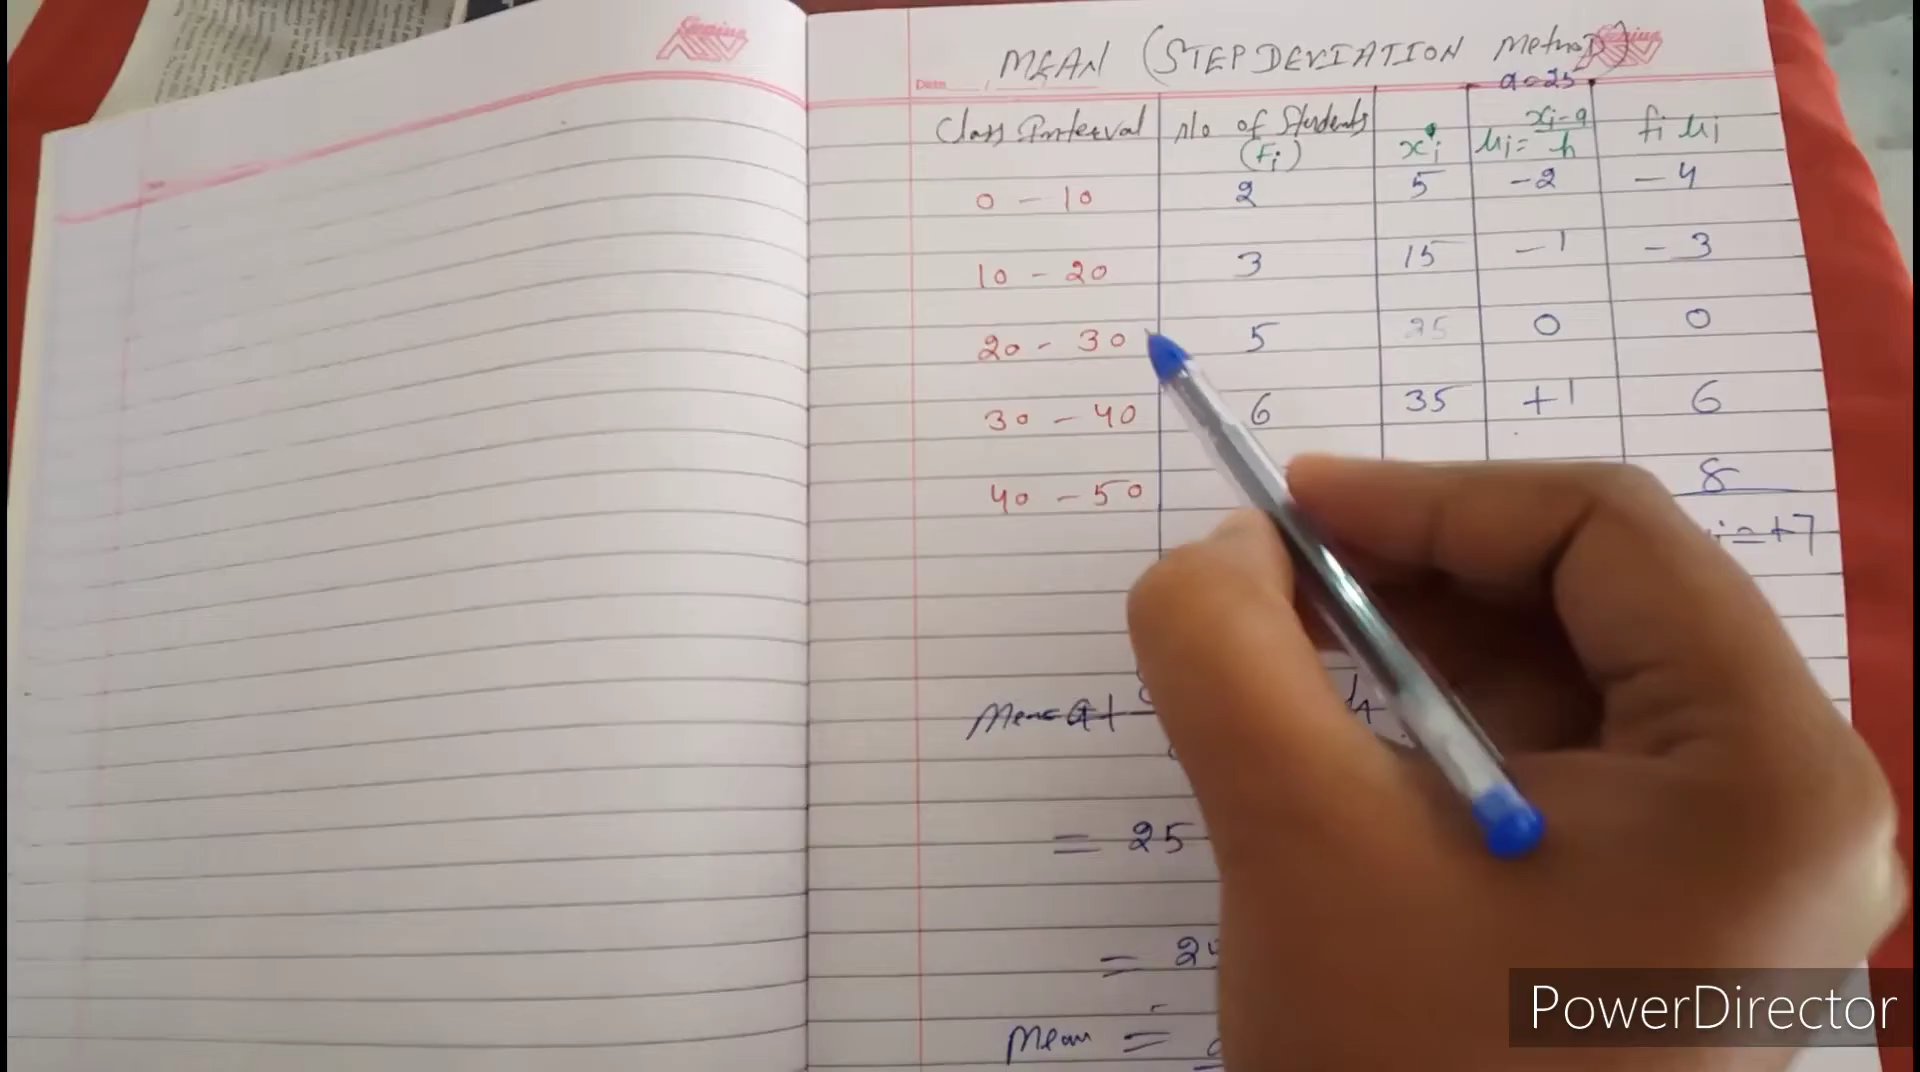 MEAN (STEP DEVIATION Method)
Date
a=25
Class Interval No of Students (Fi) xi ui= xi-a h fi ui
0 - 10 2 5 -2 -4
10 - 20 3 15 -1 -3
20 - 30 5 25 0 0
30 - 40 6 35 +1 6
40 - 50 8
+7
h
= 25
=
Mean =
PowerDirector